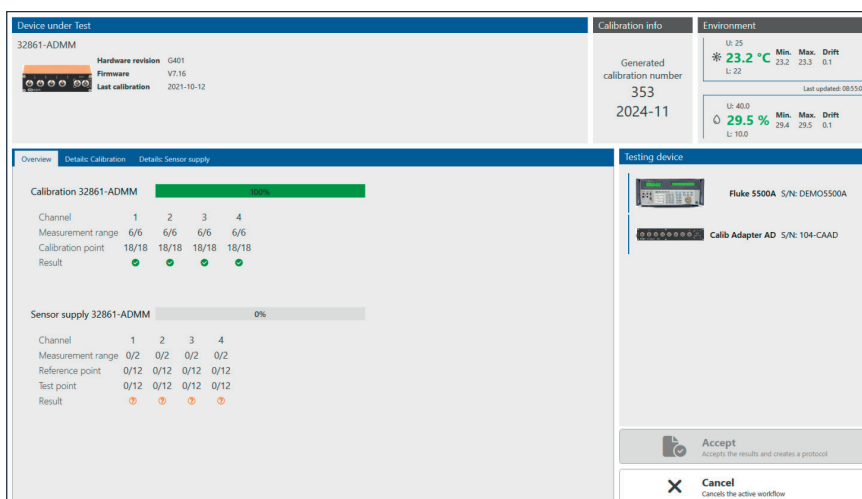 Device under Test
32861-ADMM
Hardware revision G401
Firmware V7.16
Last calibration 2021-10-12
Calibration info
Generated
calibration number
353
2024-11
Environment
U: 25
23.2 °C Min. Max. Drift
23.2 23.3 0.1
L: 22
Last updated: 08:55:0
U: 40.0
29.5 % Min. Max. Drift
29.4 29.5 0.1
L: 10.0
Overview Details: Calibration Details: Sensor supply
Calibration 32861-ADMM 100%
Channel 1 2 3 4
Measurement range 6/6 6/6 6/6 6/6
Calibration point 18/18 18/18 18/18 18/18
Result
Sensor supply 32861-ADMM 0%
Channel 1 2 3 4
Measurement range 0/2 0/2 0/2 0/2
Reference point 0/12 0/12 0/12 0/12
Test point 0/12 0/12 0/12 0/12
Result ? ? ? ?
Testing device
Fluke 5500A S/N: DEMO5500A
Calib Adapter AD S/N: 104-CAAD
Accept
Accepts the results and creates a protocol
Cancel
Cancels the active workflow